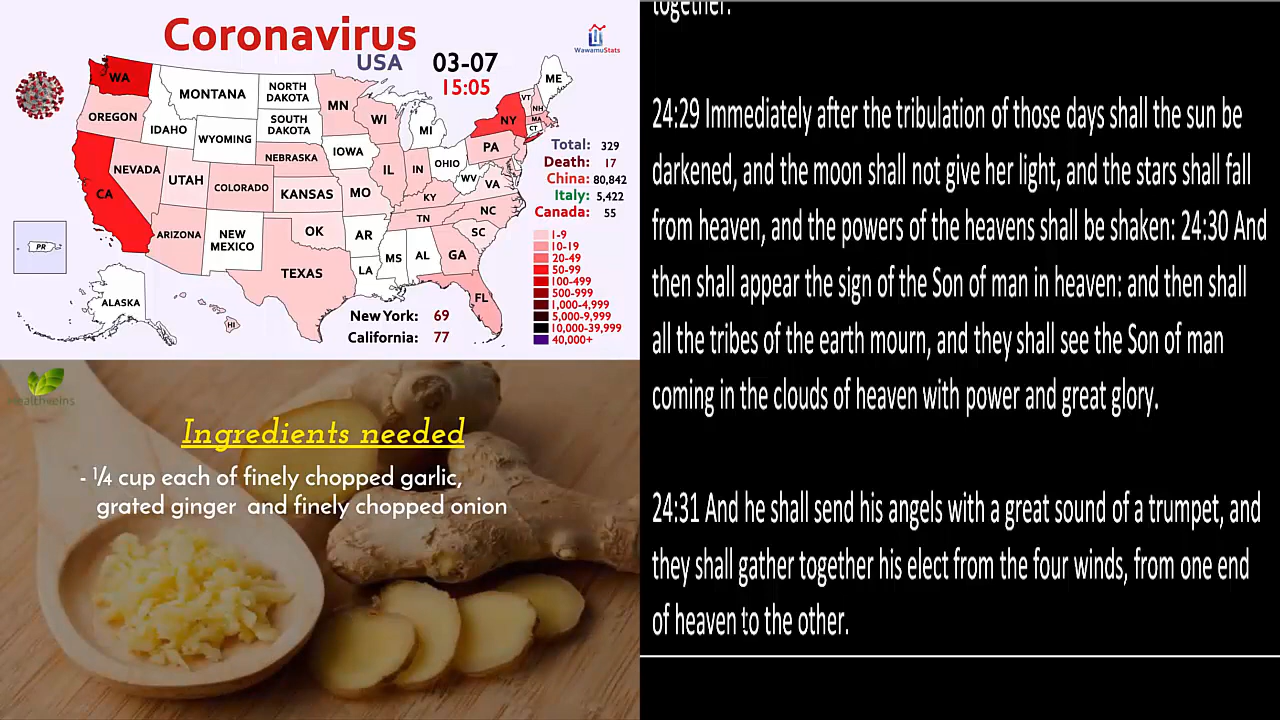 Coronavirus
USA
03-07
15:05
WawamuStats
WA
MONTANA
NORTH
DAKOTA
MN
ME
OREGON
IDAHO
WYOMING
SOUTH
DAKOTA
WI
MI
VT
NH
NY
MA
CT
NEVADA
UTAH
COLORADO
NEBRASKA
IOWA
IL
IN
OHIO
PA
WV
VA
CA
KANSAS
MO
KY
ARIZONA
NEW
MEXICO
OK
AR
TN
NC
SC
TEXAS
LA
MS
AL
GA
FL
PR
ALASKA
HI
Total: 329
Death: 17
China: 80,842
Italy: 5,422
Canada: 55
1-9
10-19
20-49
50-99
100-499
500-999
1,000-4,999
5,000-9,999
10,000-39,999
40,000+
New York: 69
California: 77
Ingredients needed
- ¼ cup each of finely chopped garlic,
grated ginger and finely chopped onion
together.
24:29 Immediately after the tribulation of those days shall the sun be
darkened, and the moon shall not give her light, and the stars shall fall
from heaven, and the powers of the heavens shall be shaken: 24:30 And
then shall appear the sign of the Son of man in heaven: and then shall
all the tribes of the earth mourn, and they shall see the Son of man
coming in the clouds of heaven with power and great glory.
24:31 And he shall send his angels with a great sound of a trumpet, and
they shall gather together his elect from the four winds, from one end
of heaven to the other.